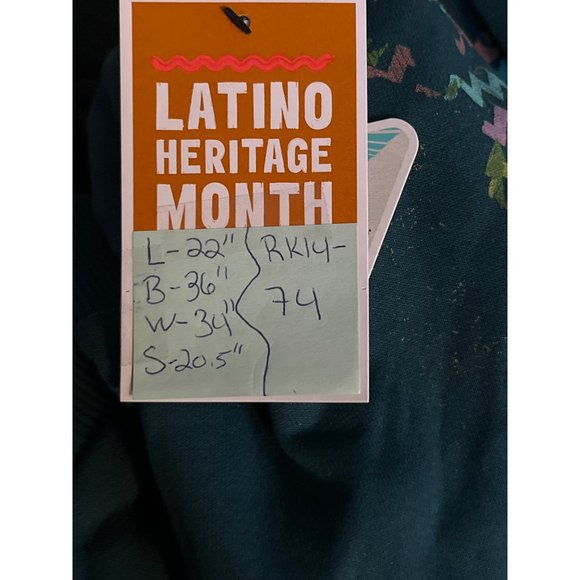 LATINO
HERITAGE
MONTH
L-22"
B-36"
W-34"
S-20.5"
RK14-
74